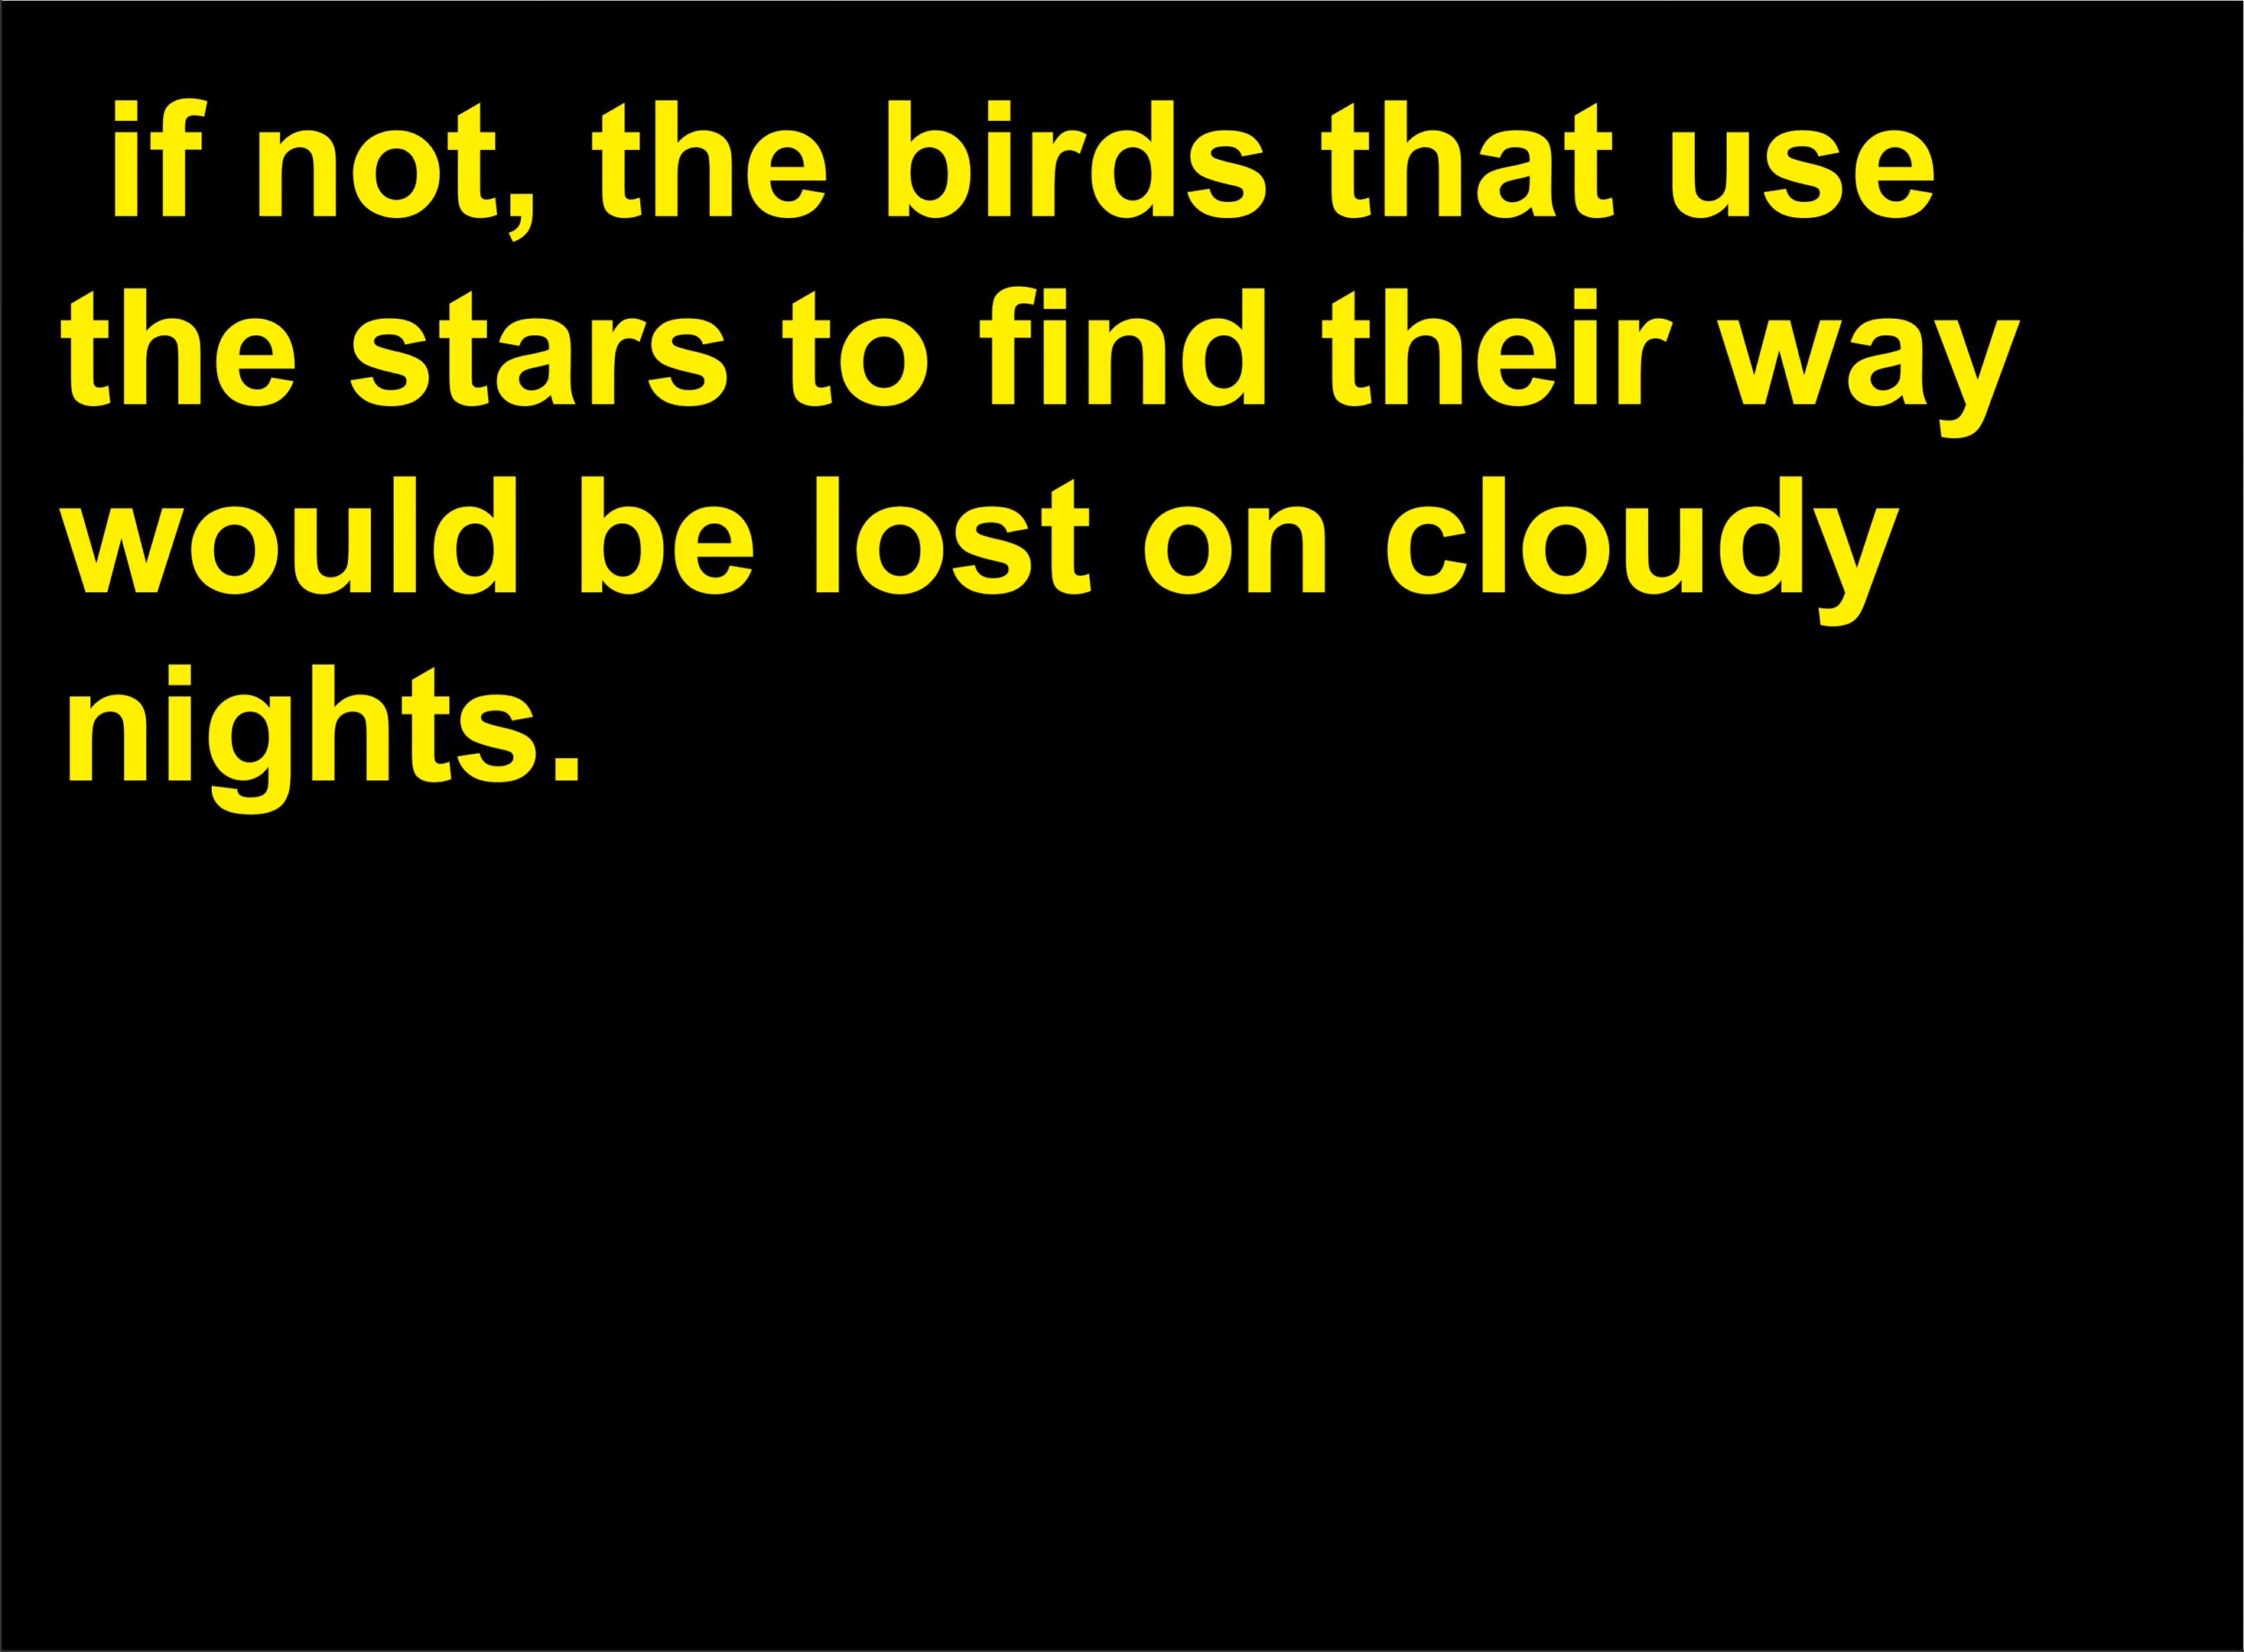 if not, the birds that use
the stars to find their way
would be lost on cloudy
nights.